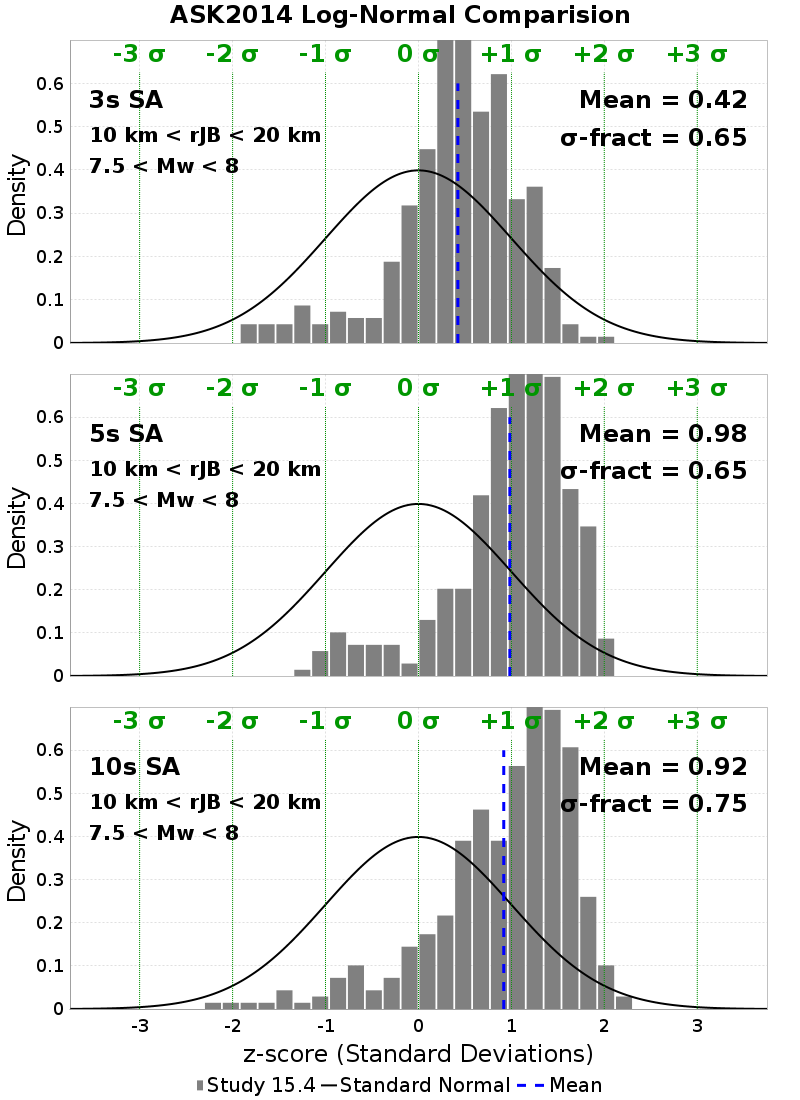 ASK2014 Log-Normal Comparision
-3 σ -2 σ -1 σ 0 σ +1 σ +2 σ +3 σ
3s SA
10 km < rJB < 20 km
7.5 < Mw < 8
Mean = 0.42
σ-fract = 0.65
Density
0.6
0.5
0.4
0.3
0.2
0.1
0
-3 σ -2 σ -1 σ 0 σ +1 σ +2 σ +3 σ
5s SA
10 km < rJB < 20 km
7.5 < Mw < 8
Mean = 0.98
σ-fract = 0.65
Density
0.6
0.5
0.4
0.3
0.2
0.1
0
-3 σ -2 σ -1 σ 0 σ +1 σ +2 σ +3 σ
10s SA
10 km < rJB < 20 km
7.5 < Mw < 8
Mean = 0.92
σ-fract = 0.75
Density
0.6
0.5
0.4
0.3
0.2
0.1
0
-3 -2 -1 0 1 2 3
z-score (Standard Deviations)
Study 15.4 Standard Normal Mean